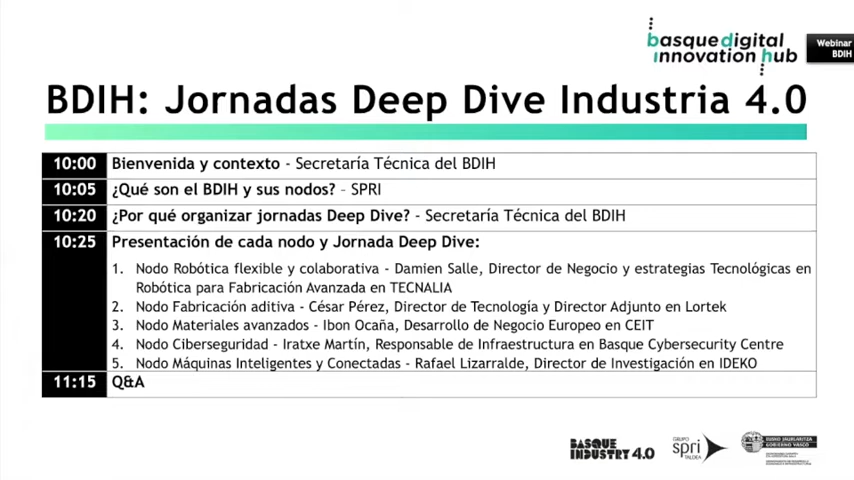 basque digital
innovation hub
Webinar
BDIH
BDIH: Jornadas Deep Dive Industria 4.0
10:00 Bienvenida y contexto - Secretaría Técnica del BDIH
10:05 ¿Qué son el BDIH y sus nodos? – SPRI
10:20 ¿Por qué organizar jornadas Deep Dive? - Secretaría Técnica del BDIH
10:25 Presentación de cada nodo y Jornada Deep Dive:
1. Nodo Robótica flexible y colaborativa - Damien Salle, Director de Negocio y estrategias Tecnológicas en
Robótica para Fabricación Avanzada en TECNALIA
2. Nodo Fabricación aditiva - César Pérez, Director de Tecnología y Director Adjunto en Lortek
3. Nodo Materiales avanzados - Ibon Ocaña, Desarrollo de Negocio Europeo en CEIT
4. Nodo Ciberseguridad - Iratxe Martín, Responsable de Infraestructura en Basque Cybersecurity Centre
5. Nodo Máquinas Inteligentes y Conectadas - Rafael Lizarralde, Director de Investigación en IDEKO
11:15 Q&A
BASQUE
INDUSTRY 4.0
GRUPO
spri
TALDEA
EUSKO JAURLARITZA
GOBIERNO VASCO